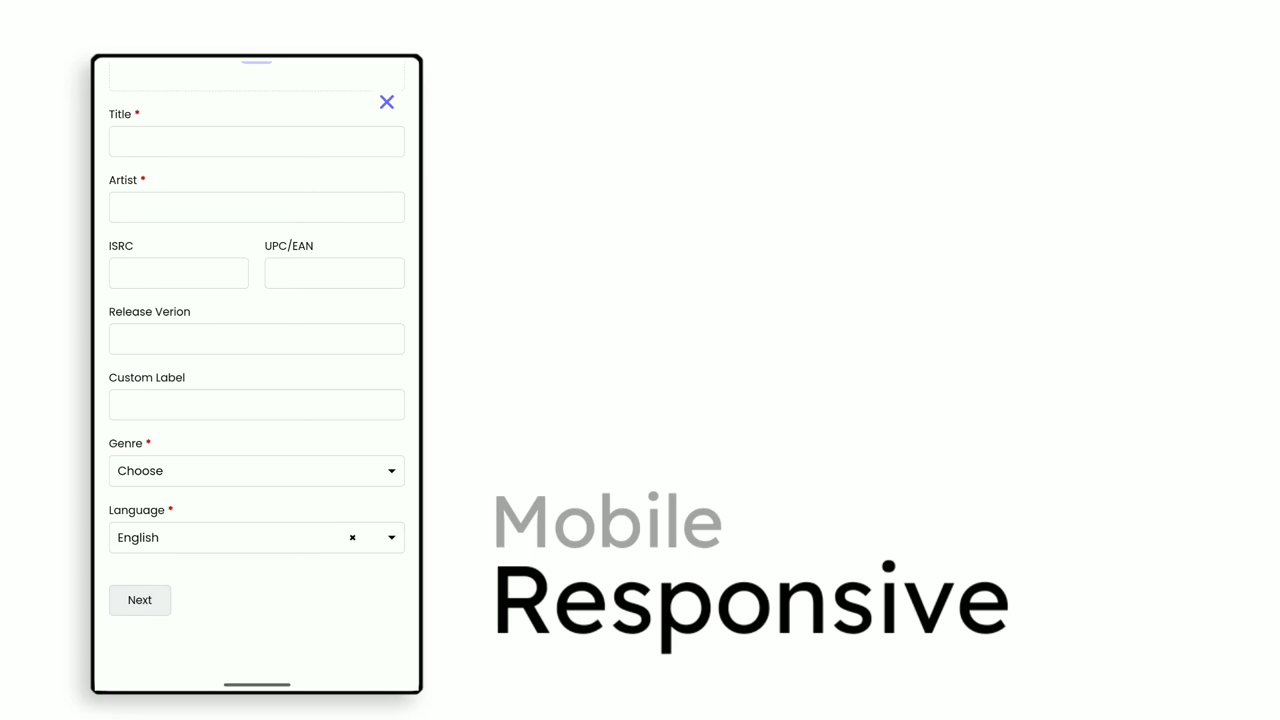 Title *
Artist *
ISRC UPC/EAN
Release Verion
Custom Label
Genre *
Choose
Language *
English
Next
Mobile
Responsive